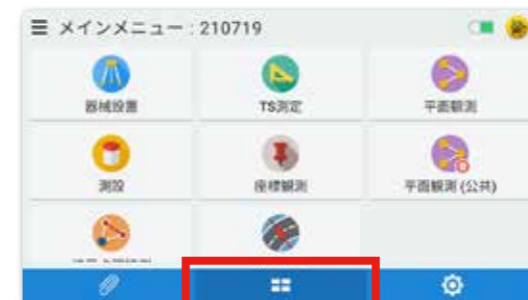 メインメニュー : 210719
器械設置
TS測定
平面観測
測設
座標観測
平面観測 (公共)